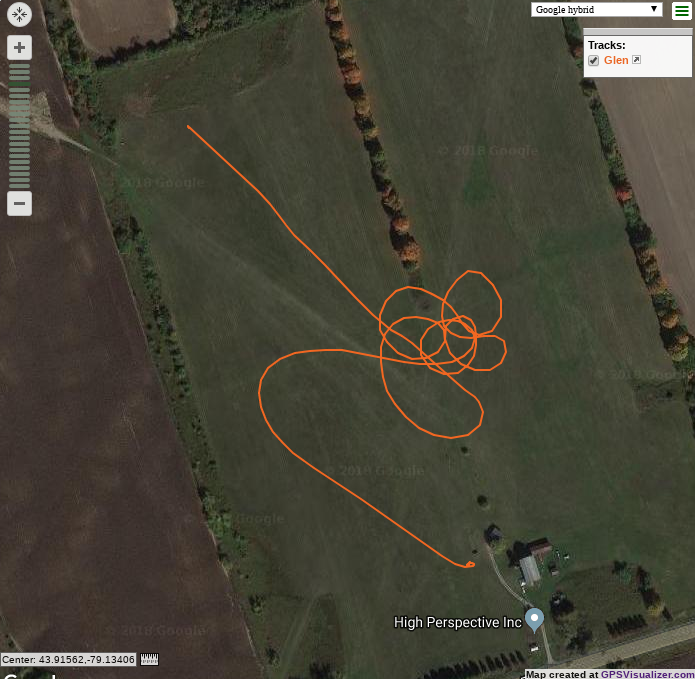 Google hybrid
Tracks:
Glen
© 2018 Google
2018 Google
© 2018 Google
© 2018 Google
© 2018 Google
© 2018 Google
High Perspective Inc
Center: 43.91562,-79.13406
Map created at GPSVisualizer.com